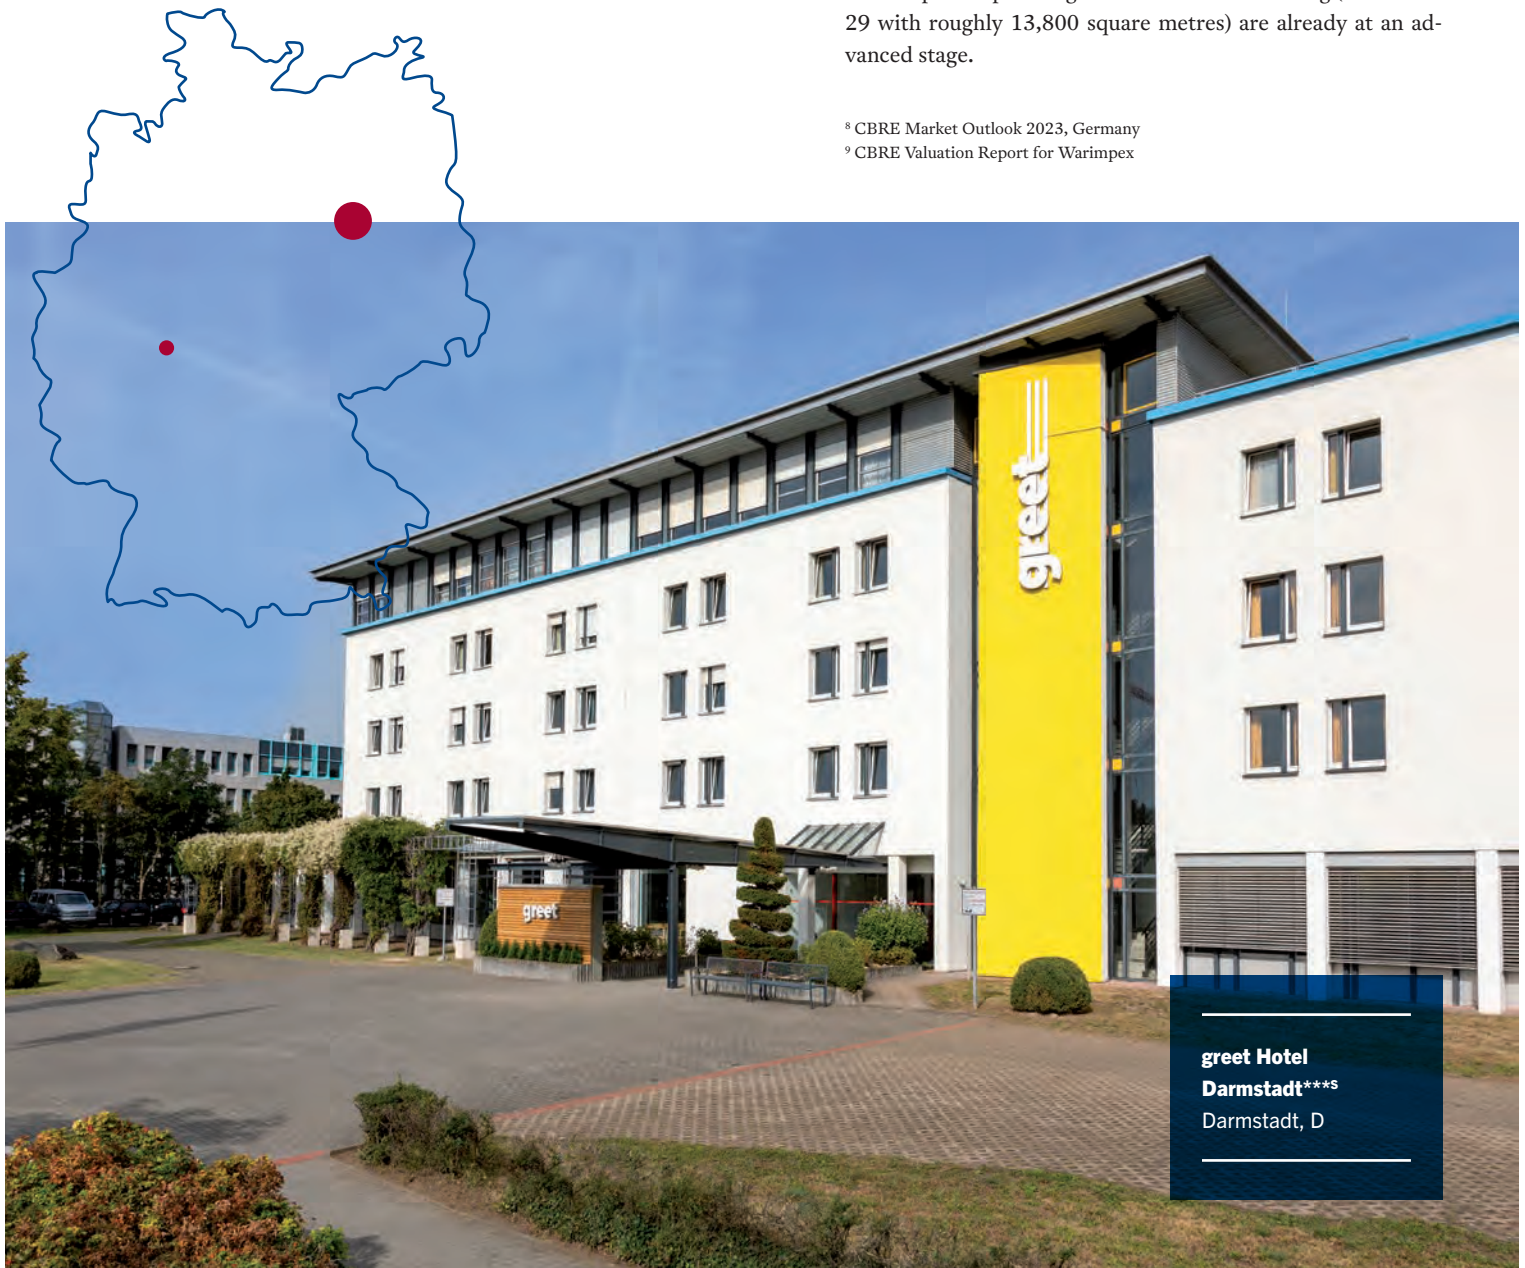 29 with roughly 13,800 square metres) are already at an ad-
vanced stage.
⁸ CBRE Market Outlook 2023, Germany
⁹ CBRE Valuation Report for Warimpex
greet
greet
greet Hotel
Darmstadt***ˢ
Darmstadt, D